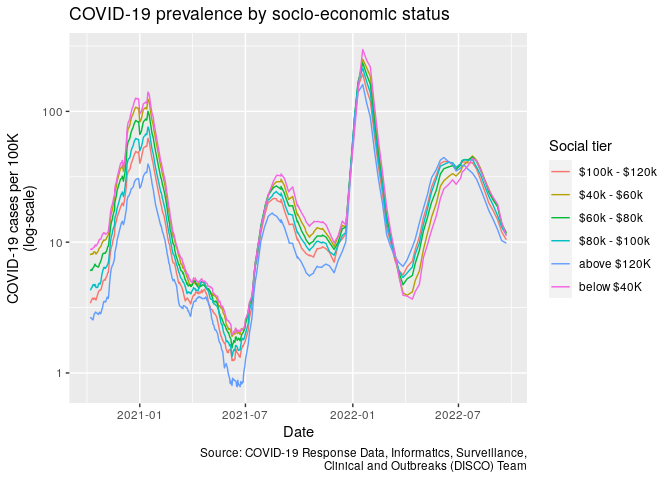 COVID-19 prevalence by socio-economic status
COVID-19 cases per 100K
(log-scale)
100
10
1
2021-01
2021-07
2022-01
2022-07
Date
Social tier
$100k - $120k
$40k - $60k
$60k - $80k
$80k - $100k
above $120K
below $40K
Source: COVID-19 Response Data, Informatics, Surveillance,
Clinical and Outbreaks (DISCO) Team